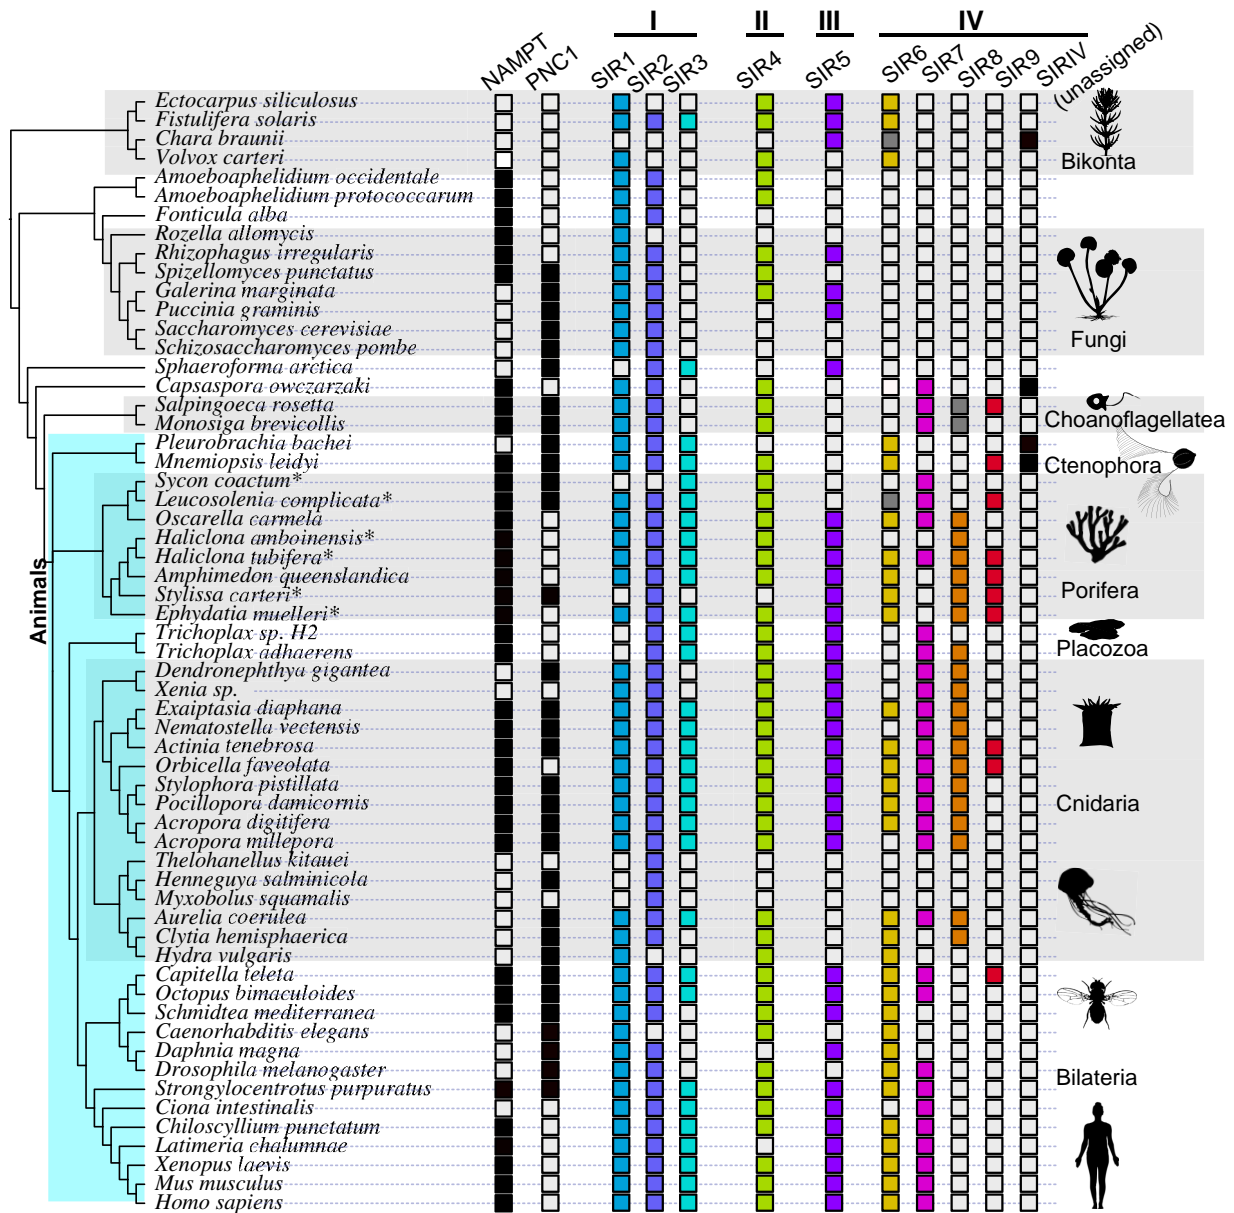 I II III IV
NAMPT PNC1 SIR1 SIR2 SIR3 SIR4 SIR5 SIR6 SIR7 SIR8 SIR9 SIRIV (unassigned)
Ectocarpus siliculosus
Fistulifera solaris
Chara braunii
Volvox carteri
Bikonta
Amoeboaphelidium occidentale
Amoeboaphelidium protococcarum
Fonticula alba
Rozella allomycis
Rhizophagus irregularis
Spizellomyces punctatus
Galerina marginata
Puccinia graminis
Saccharomyces cerevisiae
Schizosaccharomyces pombe
Fungi
Sphaeroforma arctica
Capsaspora owczarzaki
Salpingoeca rosetta
Monosiga brevicollis
Choanoflagellatea
Pleurobrachia bachei
Mnemiopsis leidyi
Ctenophora
Sycon coactum*
Leucosolenia complicata*
Oscarella carmela
Haliclona amboinensis*
Haliclona tubifera*
Amphimedon queenslandica
Stylissa carteri*
Porifera
Ephydatia muelleri*
Animals
Trichoplax sp. H2
Trichoplax adhaerens
Placozoa
Dendronephthya gigantea
Xenia sp.
Exaiptasia diaphana
Nematostella vectensis
Actinia tenebrosa
Orbicella faveolata
Stylophora pistillata
Pocillopora damicornis
Cnidaria
Acropora digitifera
Acropora millepora
Thelohanellus kitauei
Henneguya salminicola
Myxobolus squamalis
Aurelia coerulea
Clytia hemisphaerica
Hydra vulgaris
Capitella teleta
Octopus bimaculoides
Schmidtea mediterranea
Caenorhabditis elegans
Daphnia magna
Drosophila melanogaster
Bilateria
Strongylocentrotus purpuratus
Ciona intestinalis
Chiloscyllium punctatum
Latimeria chalumnae
Xenopus laevis
Mus musculus
Homo sapiens